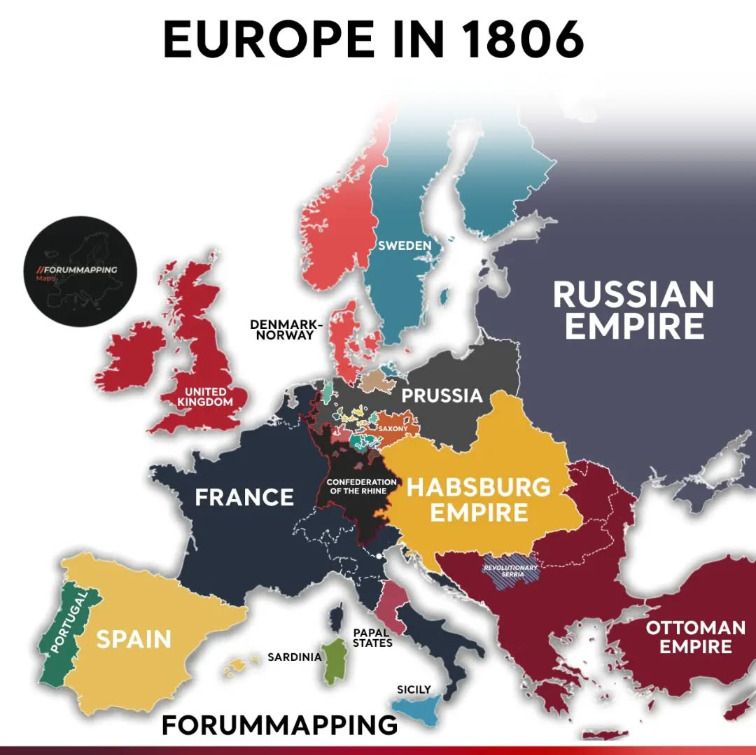 EUROPE IN 1806
//FORUMMAPPING
Maps
SWEDEN
RUSSIAN
EMPIRE
DENMARK-
NORWAY
UNITED
KINGDOM
PRUSSIA
SAXONY
FRANCE
CONFEDERATION
OF THE RHINE
HABSBURG
EMPIRE
REVOLUTIONARY
SERBIA
PORTUGAL
SPAIN
SARDINIA
PAPAL
STATES
OTTOMAN
EMPIRE
SICILY
FORUMMAPPING